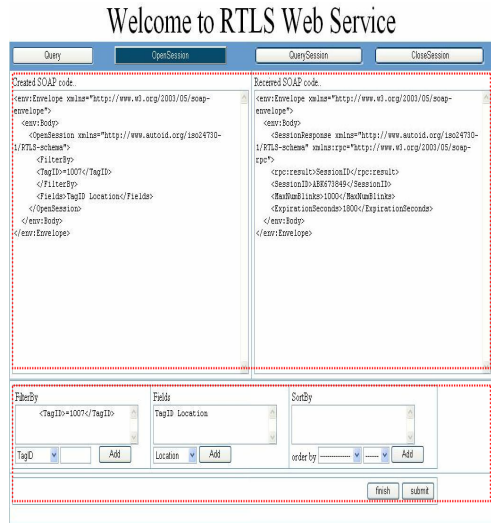 Welcome to RTLS Web Service
Query
OpenSession
QuerySession
CloseSession
Created SOAP code..
<env:Envelope xmlns="http://www.w3.org/2003/05/soap-
envelope">
<env:Body>
<OpenSession xmlns="http://www.autoid.org/iso24730-
1/RTLS-schema">
<FilterBy>
<TagID>=1007</TagID>
</FilterBy>
<Fields>TagID Location</Fields>
</OpenSession>
</env:Body>
</env:Envelope>
Received SOAP code..
<env:Envelope xmlns="http://www.w3.org/2003/05/soap-
envelope">
<env:Body>
<SessionResponse xmlns="http://www.autoid.org/iso24730-
1/RTLS-schema" xmlns:rpc="http://www.w3.org/2003/05/soap-
rpc">
<rpc:result>SessionID</rpc:result>
<SessionID>ABK673849</SessionID>
<MaxNumBlinks>1000</MaxNumBlinks>
<ExpirationSeconds>1800</ExpirationSeconds>
</env:Body>
</env:Envelope>
FilterBy
<TagID>=1007</TagID>
TagID
Add
Fields
TagID Location
Location
Add
SortBy
order by -------------- ------ Add
finish
submit